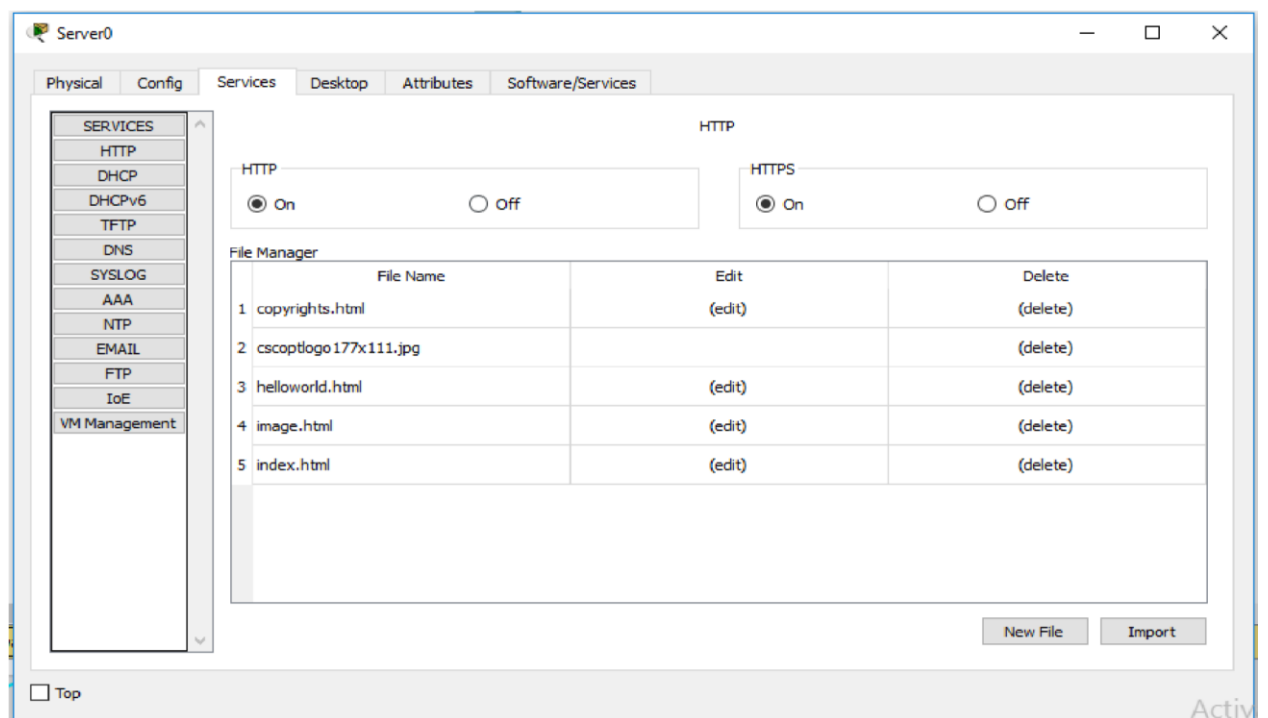 Server0
Physical Config Services Desktop Attributes Software/Services
SERVICES
HTTP
DHCP
DHCPv6
TFTP
DNS
SYSLOG
AAA
NTP
EMAIL
FTP
IoE
VM Management
HTTP
HTTP
On Off
HTTPS
On Off
File Manager
File Name Edit Delete
1 copyrights.html (edit) (delete)
2 cscoptlogo177x111.jpg (delete)
3 helloworld.html (edit) (delete)
4 image.html (edit) (delete)
5 index.html (edit) (delete)
New File Import
Top
Activ